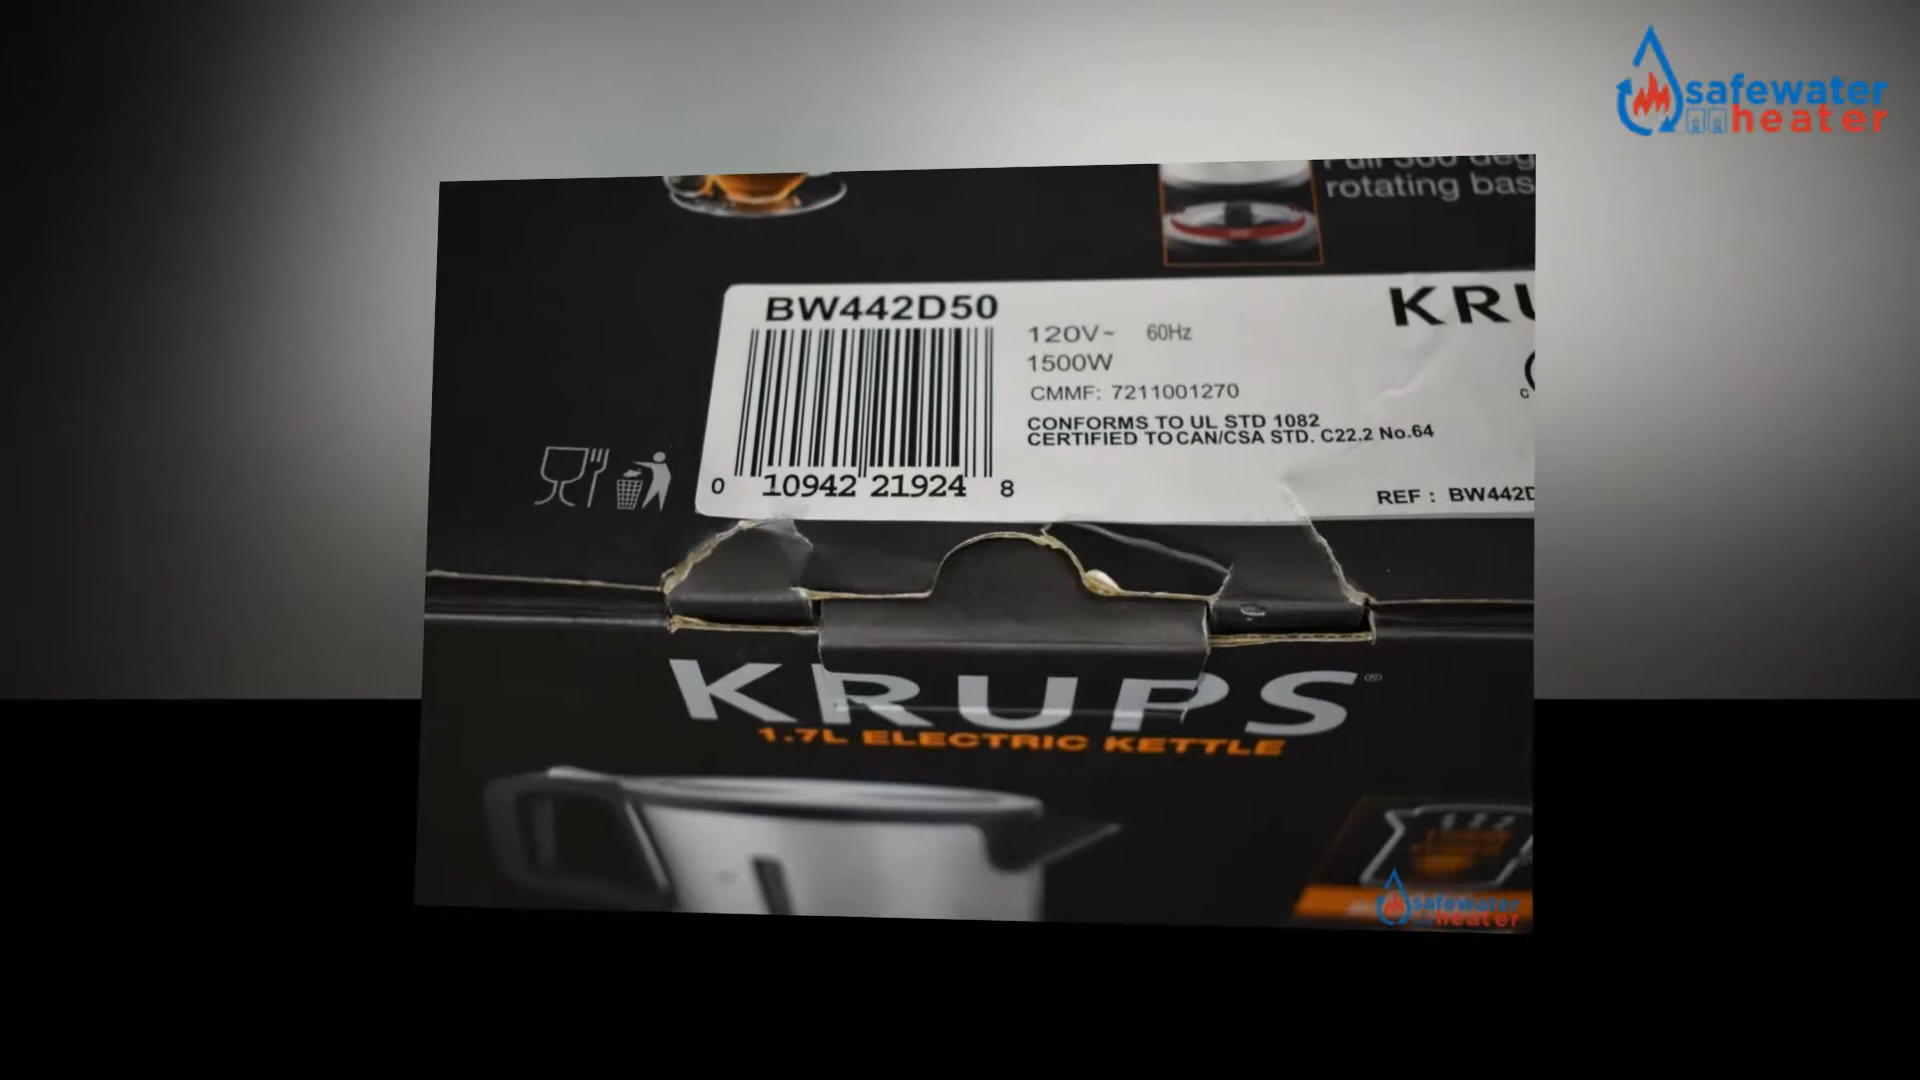 safewater
heater
rotating bas
BW442D50
KRU
120V~ 60Hz
1500W
CMMF: 7211001270
CONFORMS TO UL STD 1082
CERTIFIED TO CAN/CSA STD. C22.2 No.64
0 10942 21924 8
REF : BW442D
KRUPS®
1.7L ELECTRIC KETTLE
safewater
heater